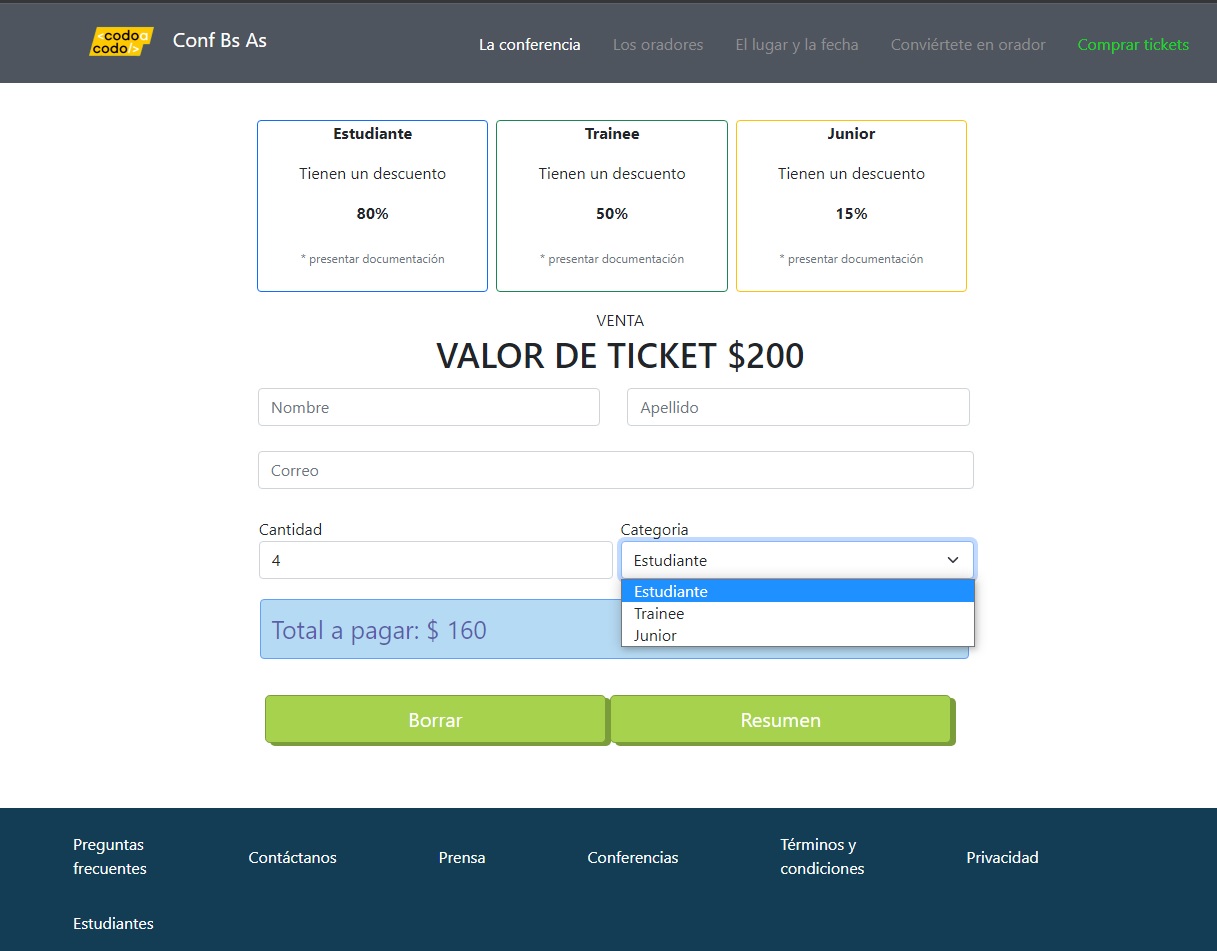 <codo a
codo/>
Conf Bs As
La conferencia
Los oradores
El lugar y la fecha
Conviértete en orador
Comprar tickets
Estudiante
Tienen un descuento
80%
* presentar documentación
Trainee
Tienen un descuento
50%
* presentar documentación
Junior
Tienen un descuento
15%
* presentar documentación
VENTA
VALOR DE TICKET $200
Nombre
Apellido
Correo
Cantidad
Categoria
4
Estudiante
Estudiante
Trainee
Junior
Total a pagar: $ 160
Borrar
Resumen
Preguntas
frecuentes
Contáctanos
Prensa
Conferencias
Términos y
condiciones
Privacidad
Estudiantes